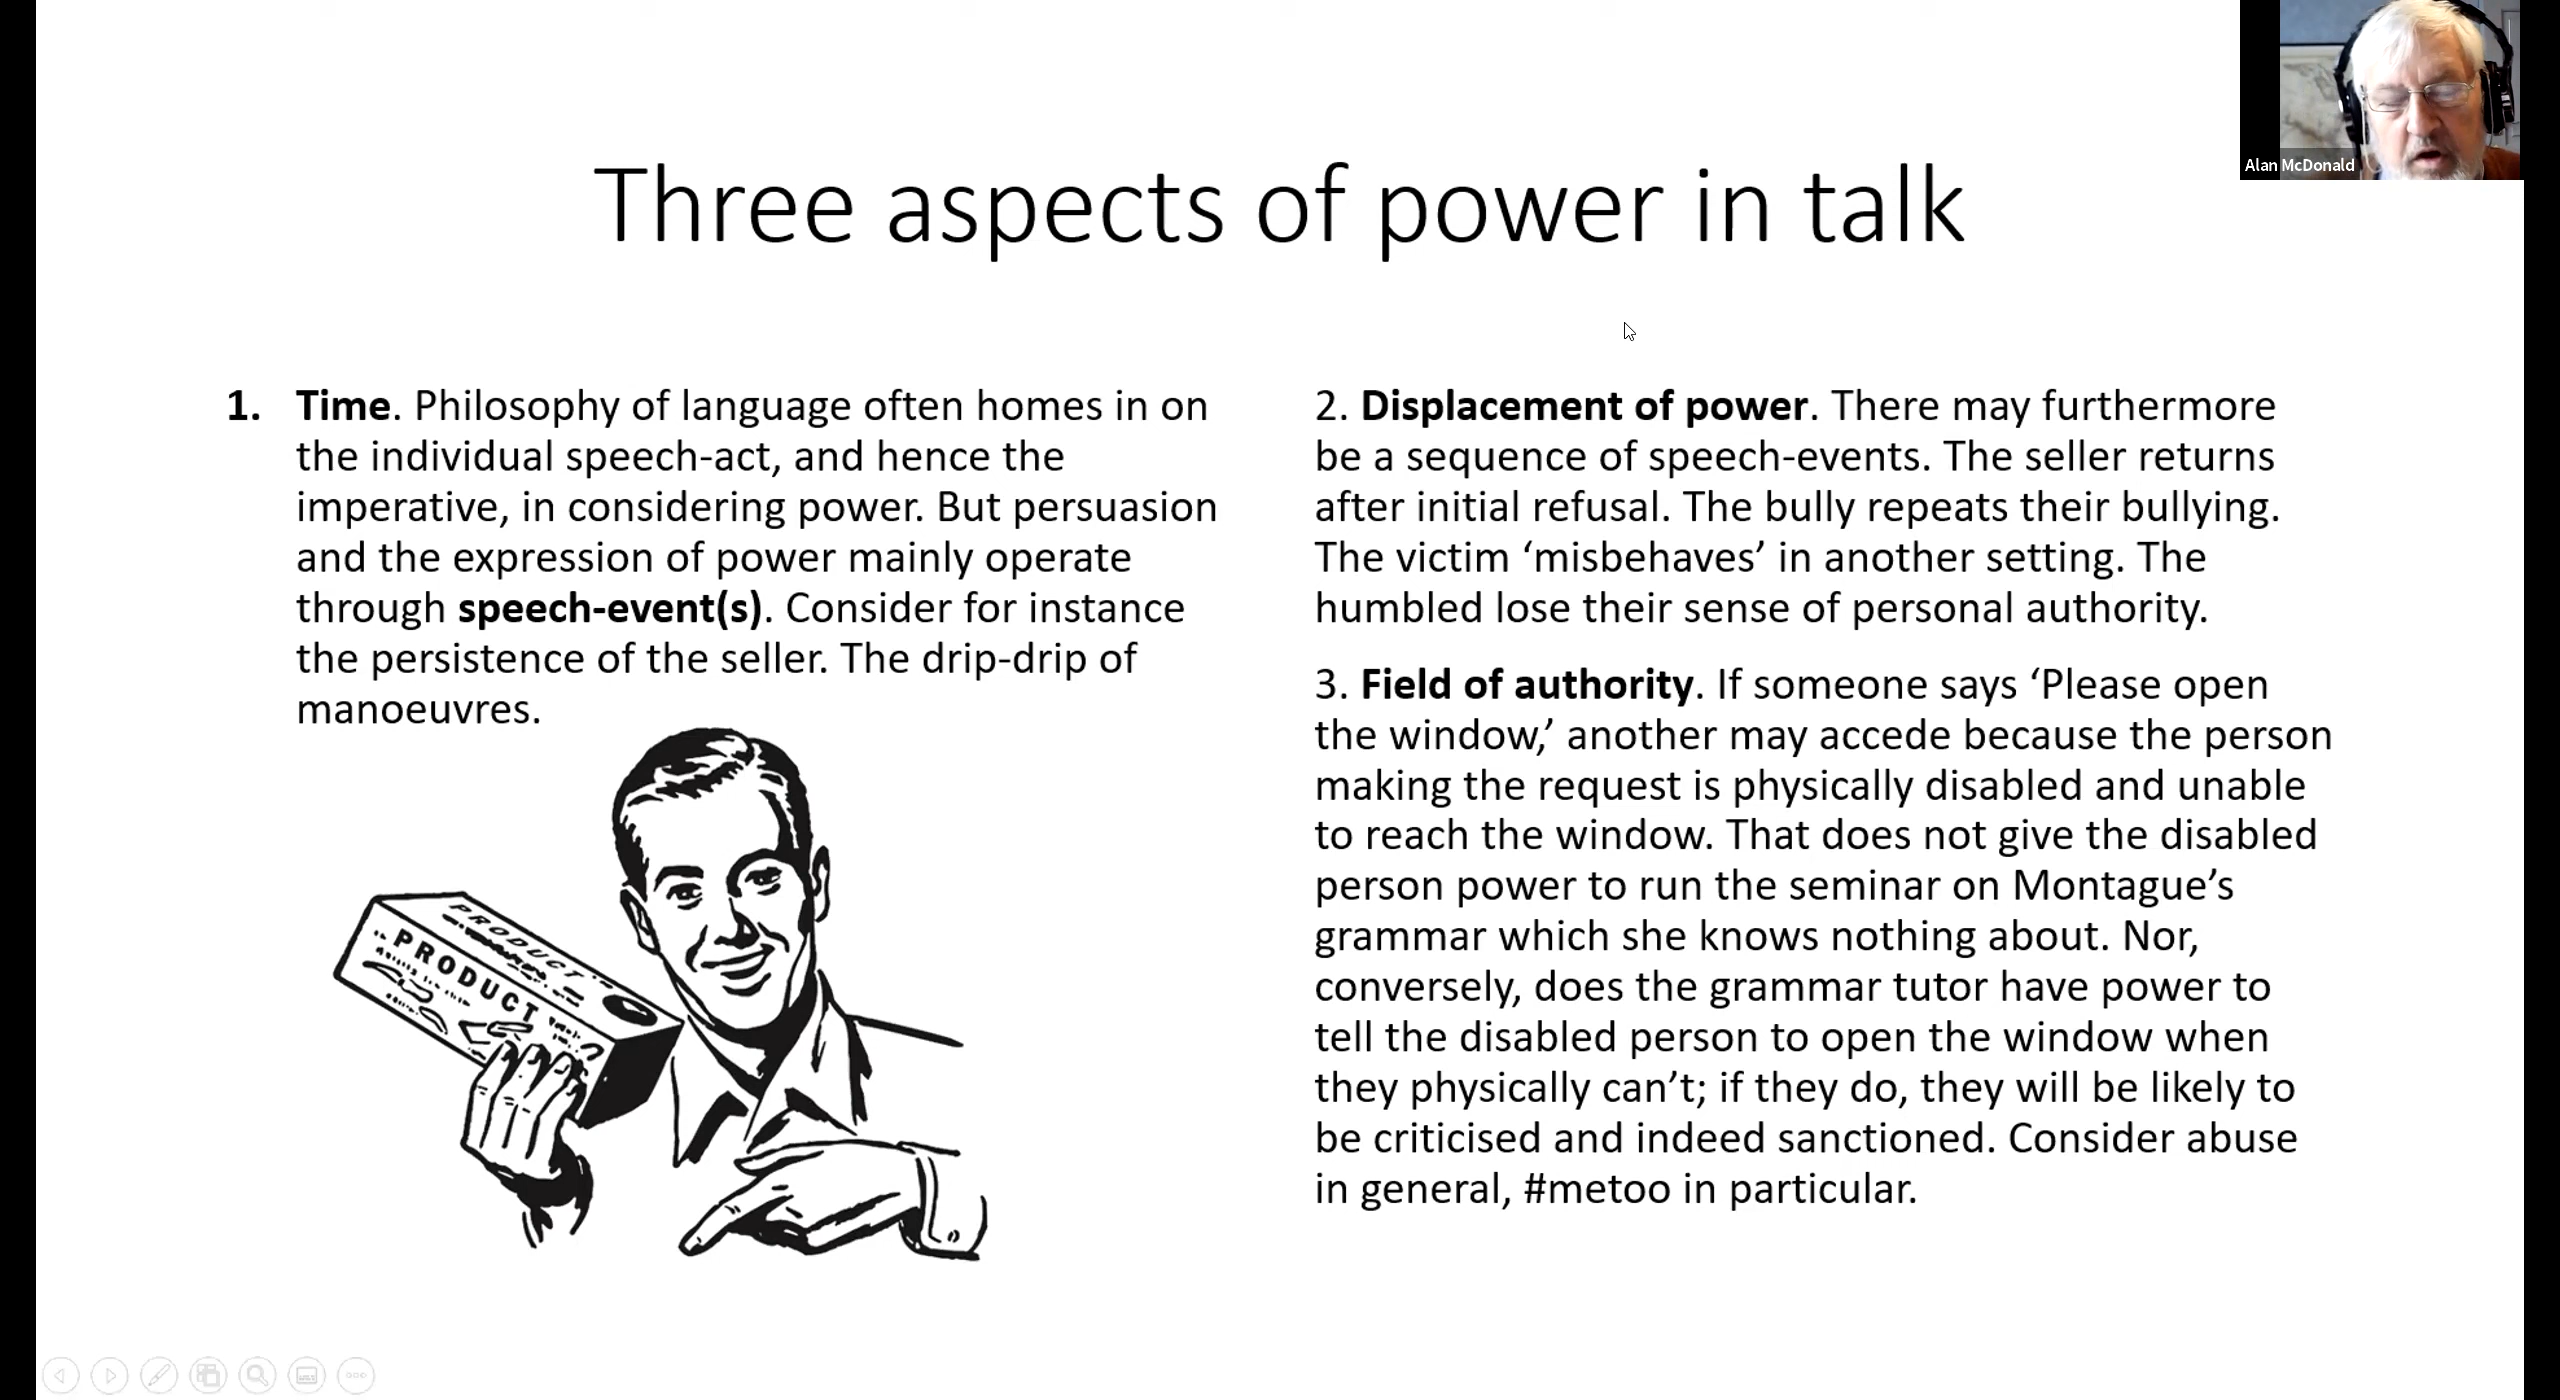 Alan McDonald
Three aspects of power in talk
1. Time. Philosophy of language often homes in on
the individual speech-act, and hence the
imperative, in considering power. But persuasion
and the expression of power mainly operate
through speech-event(s). Consider for instance
the persistence of the seller. The drip-drip of
manoeuvres.
PRODUCT
PRODUCT
2. Displacement of power. There may furthermore
be a sequence of speech-events. The seller returns
after initial refusal. The bully repeats their bullying.
The victim ‘misbehaves’ in another setting. The
humbled lose their sense of personal authority.
3. Field of authority. If someone says ‘Please open
the window,’ another may accede because the person
making the request is physically disabled and unable
to reach the window. That does not give the disabled
person power to run the seminar on Montague’s
grammar which she knows nothing about. Nor,
conversely, does the grammar tutor have power to
tell the disabled person to open the window when
they physically can’t; if they do, they will be likely to
be criticised and indeed sanctioned. Consider abuse
in general, #metoo in particular.